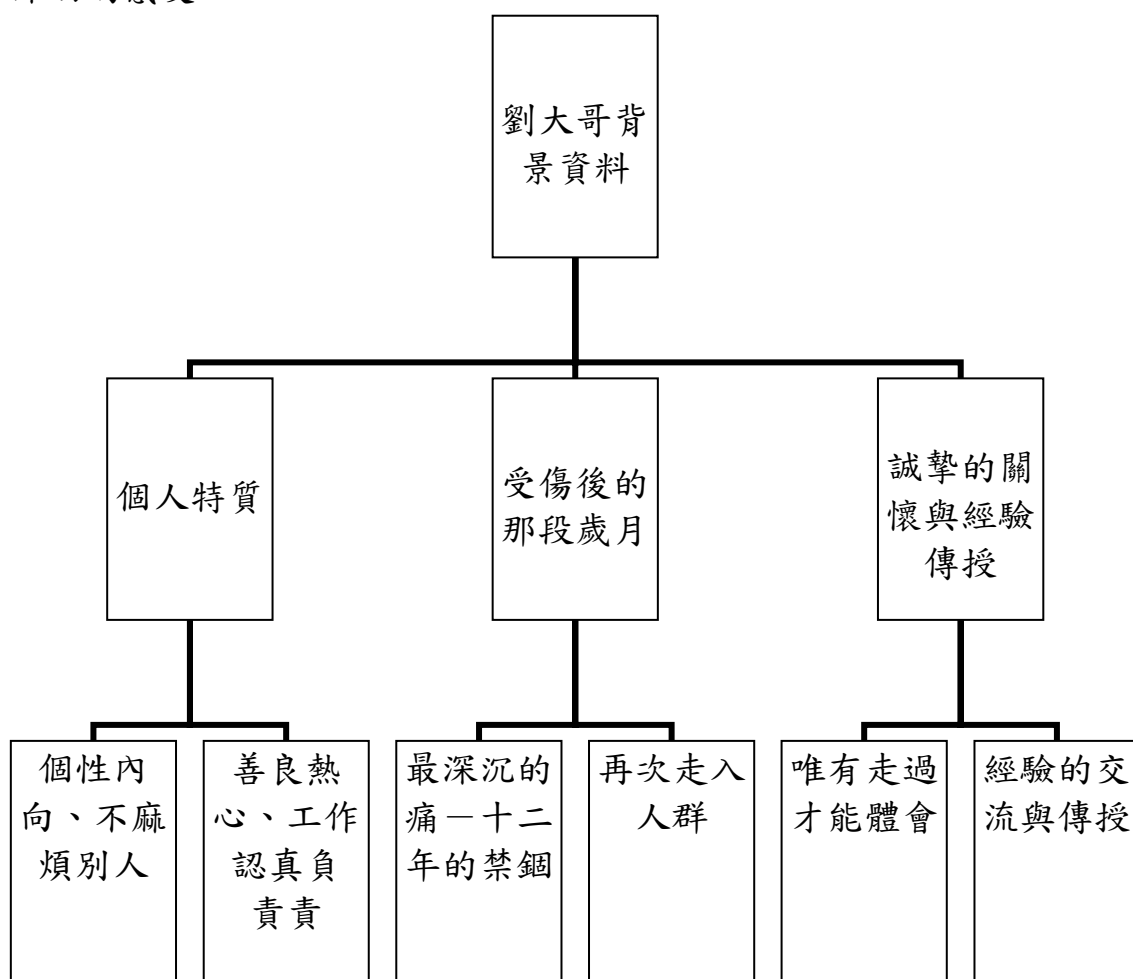 劉大哥背
景資料
個人特質
受傷後的
那段歲月
誠摯的關
懷與經驗
傳授
個性內
向、不麻
煩別人
善良熱
心、工作
認真負
責責
最深沉的
痛－十二
年的禁錮
再次走入
人群
唯有走過
才能體會
經驗的交
流與傳授